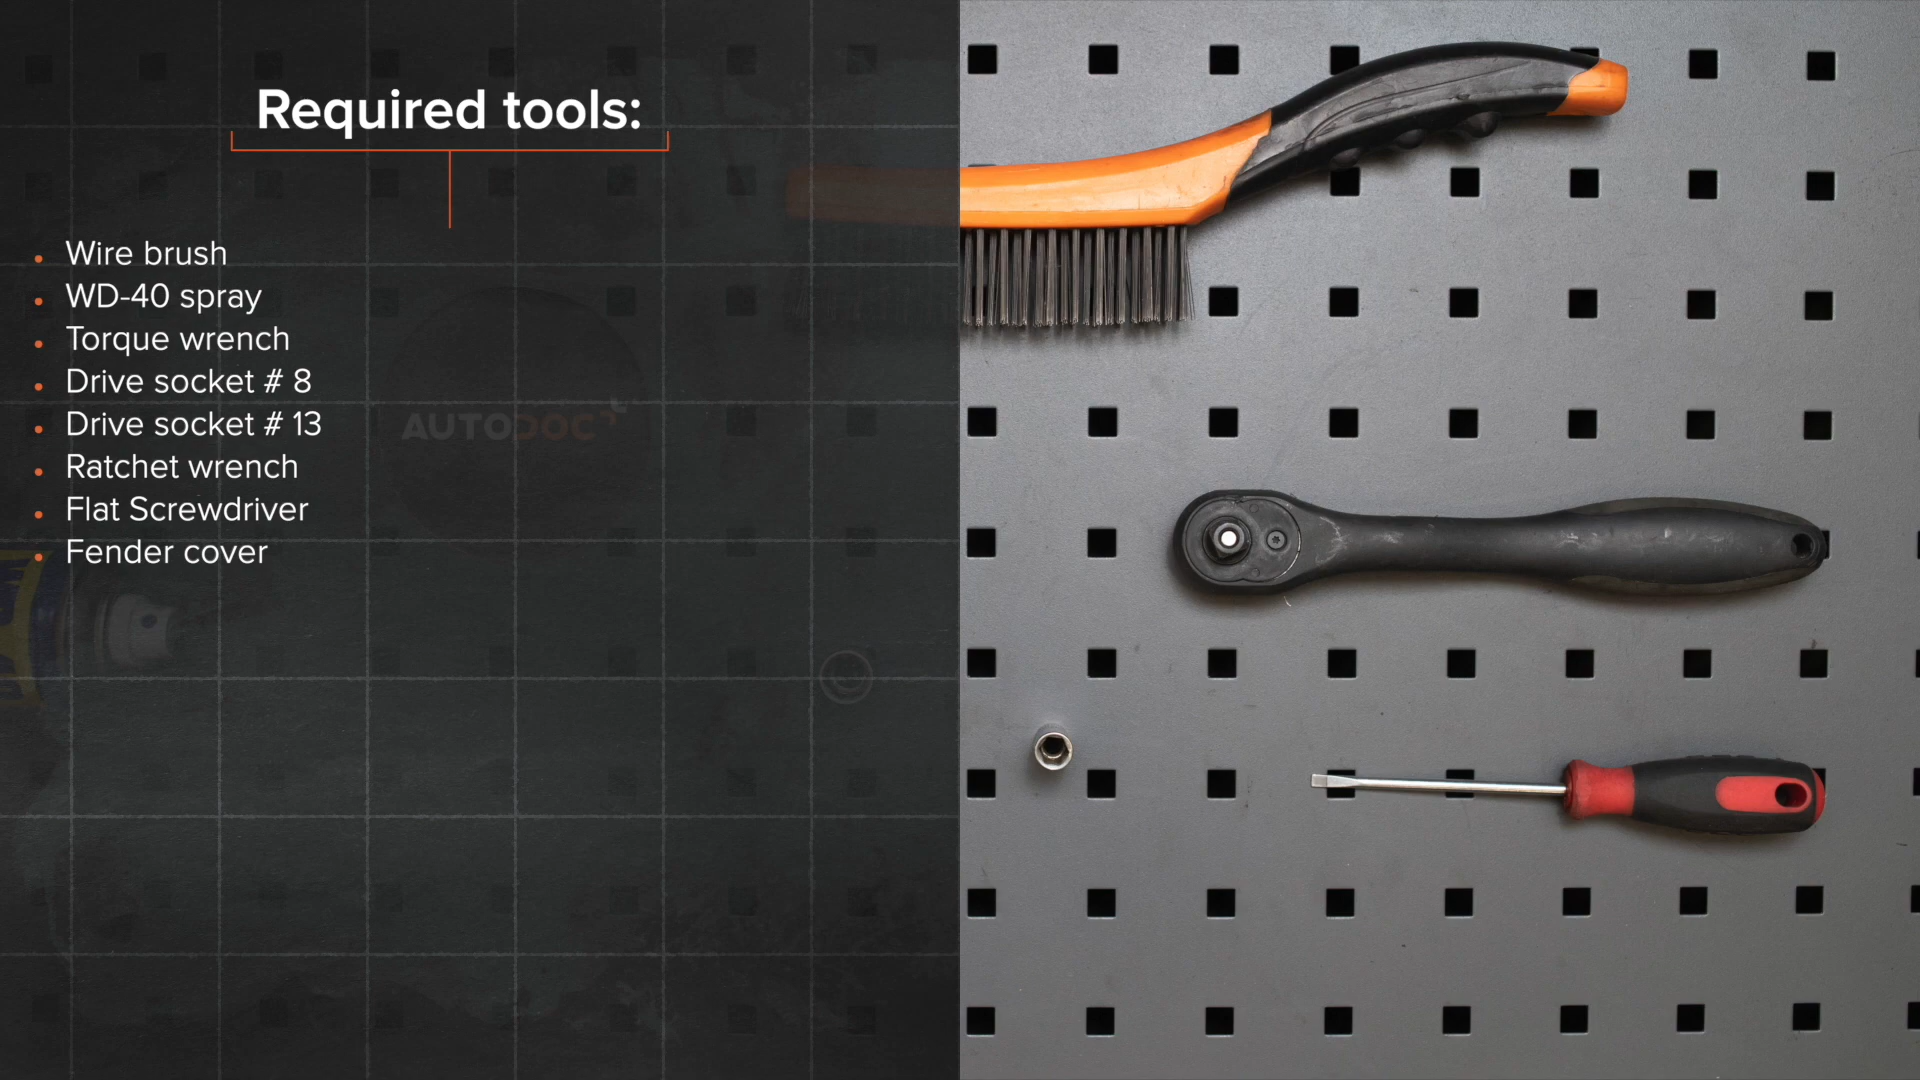 Required tools:
Wire brush
WD-40 spray
Torque wrench
Drive socket # 8
Drive socket # 13
Ratchet wrench
Flat Screwdriver
Fender cover
AUTODOC